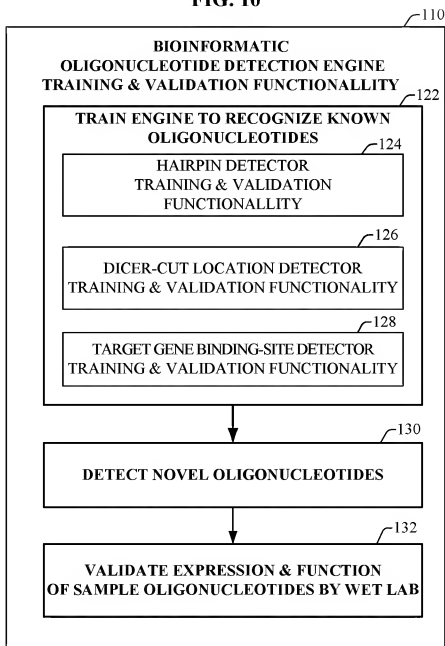 FIG. 10
110
BIOINFORMATIC
OLIGONUCLEOTIDE DETECTION ENGINE
TRAINING & VALIDATION FUNCTIONALLITY
122
TRAIN ENGINE TO RECOGNIZE KNOWN
OLIGONUCLEOTIDES
124
HAIRPIN DETECTOR
TRAINING & VALIDATION
FUNCTIONALLITY
126
DICER-CUT LOCATION DETECTOR
TRAINING & VALIDATION FUNCTIONALITY
128
TARGET GENE BINDING-SITE DETECTOR
TRAINING & VALIDATION FUNCTIONALITY
130
DETECT NOVEL OLIGONUCLEOTIDES
132
VALIDATE EXPRESSION & FUNCTION
OF SAMPLE OLIGONUCLEOTIDES BY WET LAB